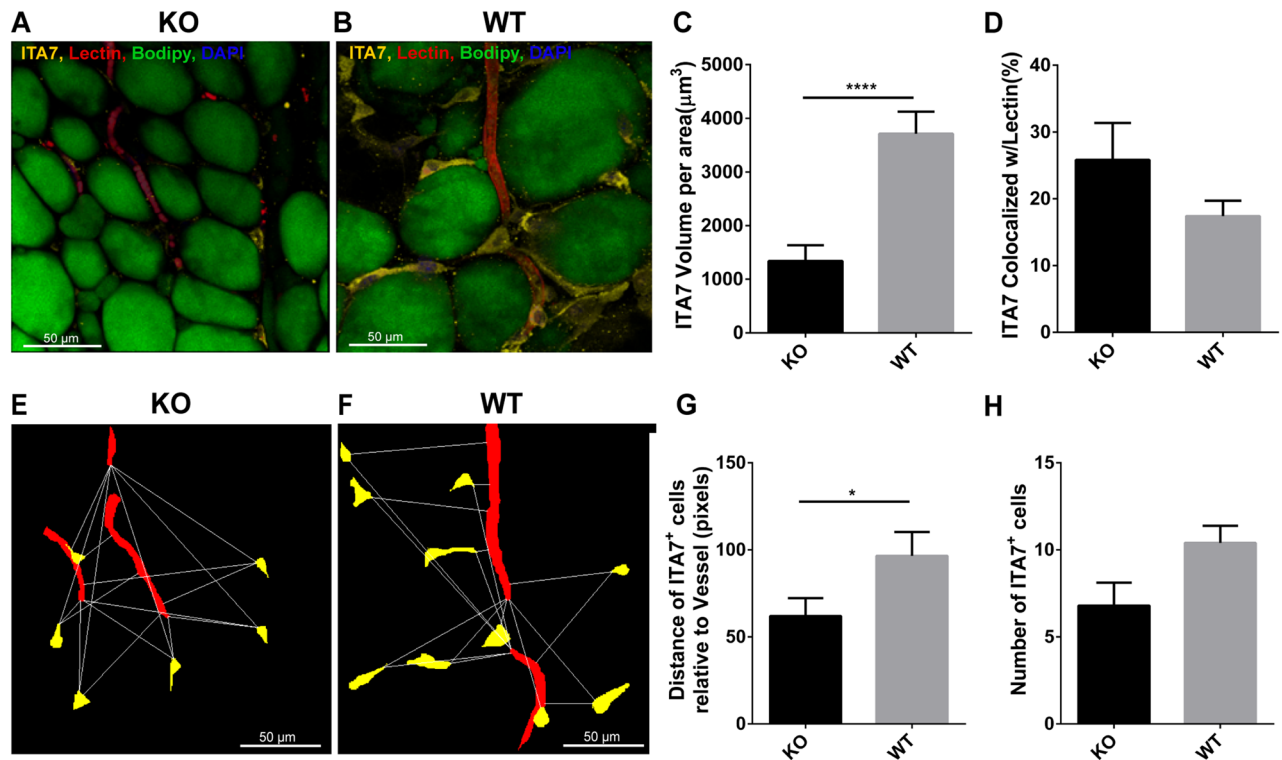 A KO
ITA7, Lectin, Bodipy, DAPI
50 µm
B WT
ITA7, Lectin, Bodipy, DAPI
50 µm
C
ITA7 Volume per area(µm³)
5000
4000
3000
2000
1000
0
****
KO
WT
D
ITA7 Colocalized w/Lectin(%)
40
30
20
10
0
KO
WT
E KO
50 µm
F WT
50 µm
G
Distance of ITA7⁺ cells
relative to Vessel (pixels)
150
100
50
0
*
KO
WT
H
Number of ITA7⁺ cells
15
10
5
0
KO
WT